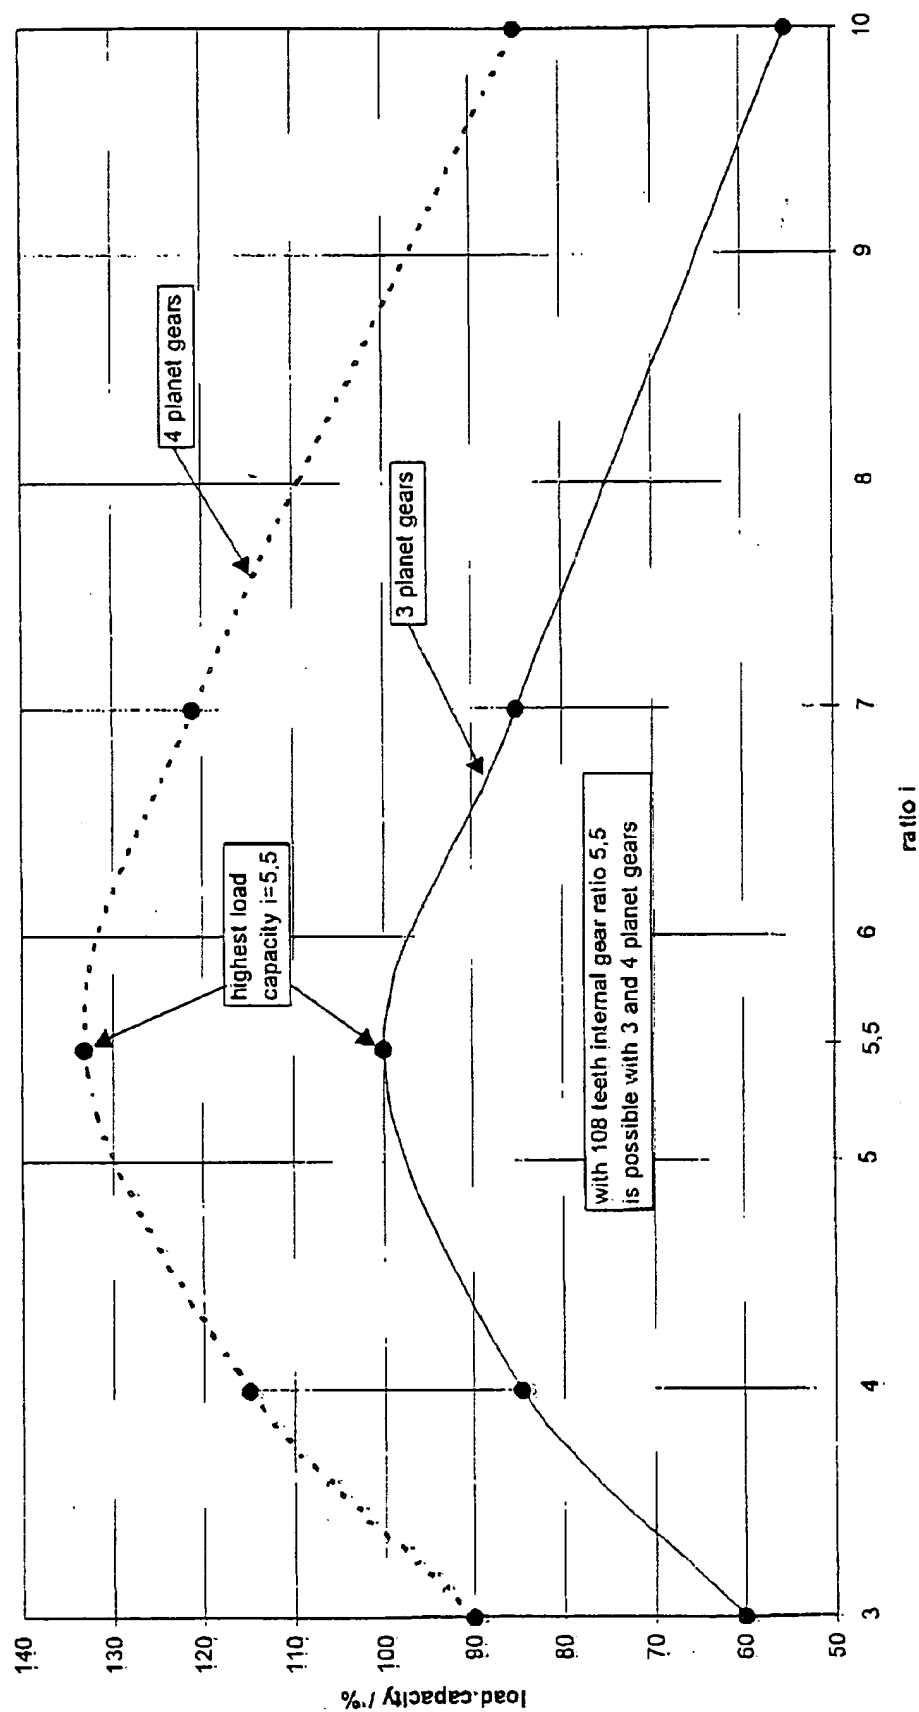 load-capacity / %
140
130
120
110
100
90
80
70
60
50
4 planet gears
3 planet gears
highest load
capacity i=5,5
with 108 teeth internal gear ratio 5,5
is possible with 3 and 4 planet gears
3
4
5
5,5
6
7
8
9
10
ratio i